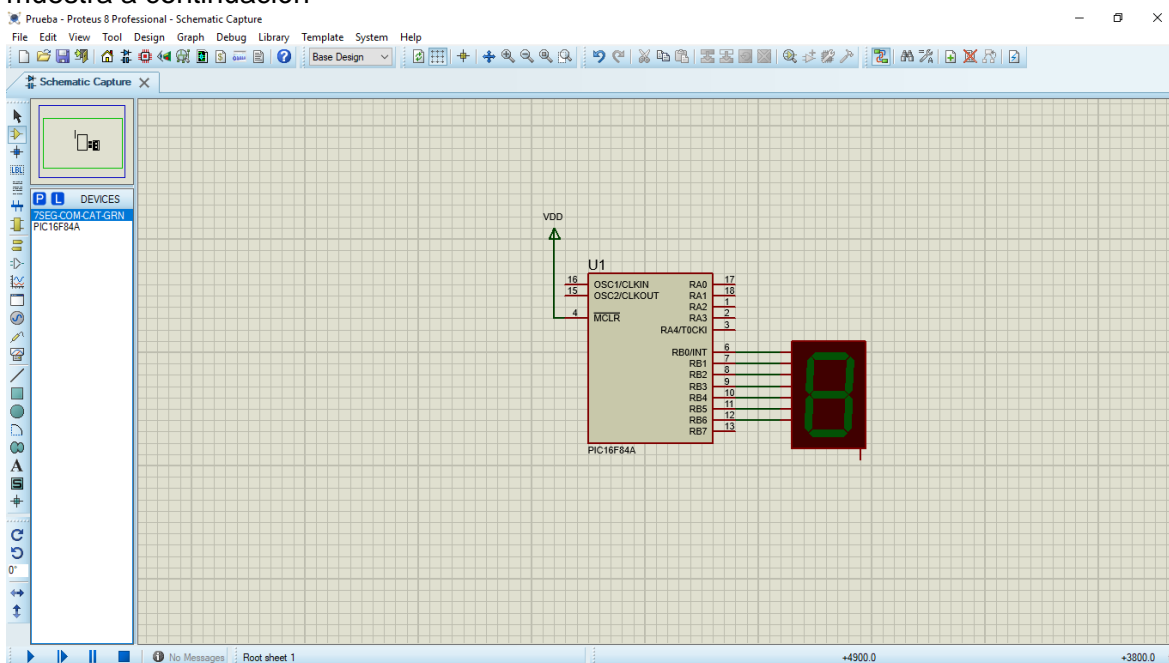 muestra a continuación
Prueba - Proteus 8 Professional - Schematic Capture
File Edit View Tool Design Graph Debug Library Template System Help
Base Design
Schematic Capture
LBL
P L DEVICES
7SEG-COM-CAT-GRN
PIC16F84A
VDD
U1
16 OSC1/CLKIN RA0 17
15 OSC2/CLKOUT RA1 18
RA2 1
4 MCLR RA3 2
RA4/T0CKI 3
RB0/INT 6
RB1 7
RB2 8
RB3 9
RB4 10
RB5 11
RB6 12
RB7 13
PIC16F84A
A
S
0°
No Messages Root sheet 1 +4900.0 +3800.0